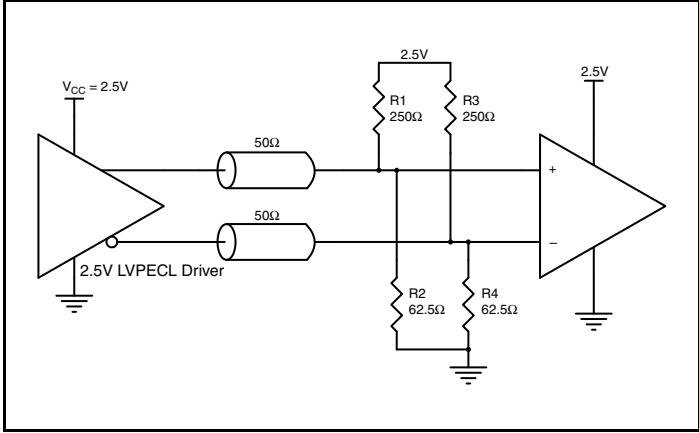 2.5V
V_CC = 2.5V
2.5V
R1
250Ω
R3
250Ω
50Ω
+
50Ω
–
2.5V LVPECL Driver
R2
62.5Ω
R4
62.5Ω